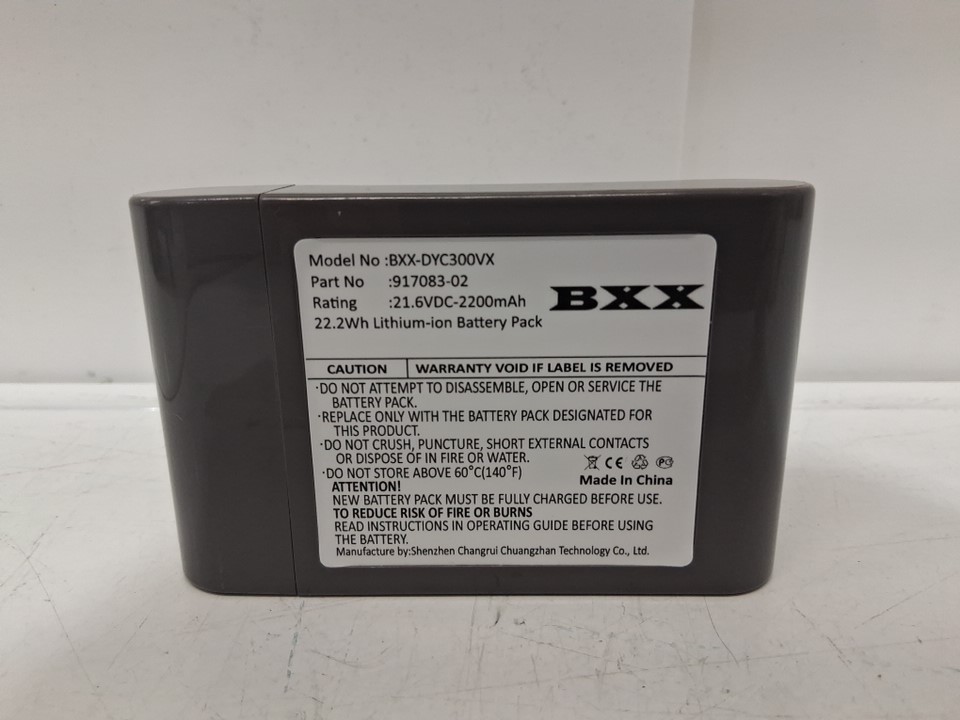 Model No :BXX-DYC300VX
Part No :917083-02
Rating :21.6VDC-2200mAh
22.2Wh Lithium-ion Battery Pack
BXX
CAUTION WARRANTY VOID IF LABEL IS REMOVED
·DO NOT ATTEMPT TO DISASSEMBLE, OPEN OR SERVICE THE
BATTERY PACK.
·REPLACE ONLY WITH THE BATTERY PACK DESIGNATED FOR
THIS PRODUCT.
·DO NOT CRUSH, PUNCTURE, SHORT EXTERNAL CONTACTS
OR DISPOSE OF IN FIRE OR WATER.
·DO NOT STORE ABOVE 60°C(140°F)
CE
Made In China
ATTENTION!
NEW BATTERY PACK MUST BE FULLY CHARGED BEFORE USE.
TO REDUCE RISK OF FIRE OR BURNS
READ INSTRUCTIONS IN OPERATING GUIDE BEFORE USING
THE BATTERY.
Manufacture by:Shenzhen Changrui Chuangzhan Technology Co., Ltd.